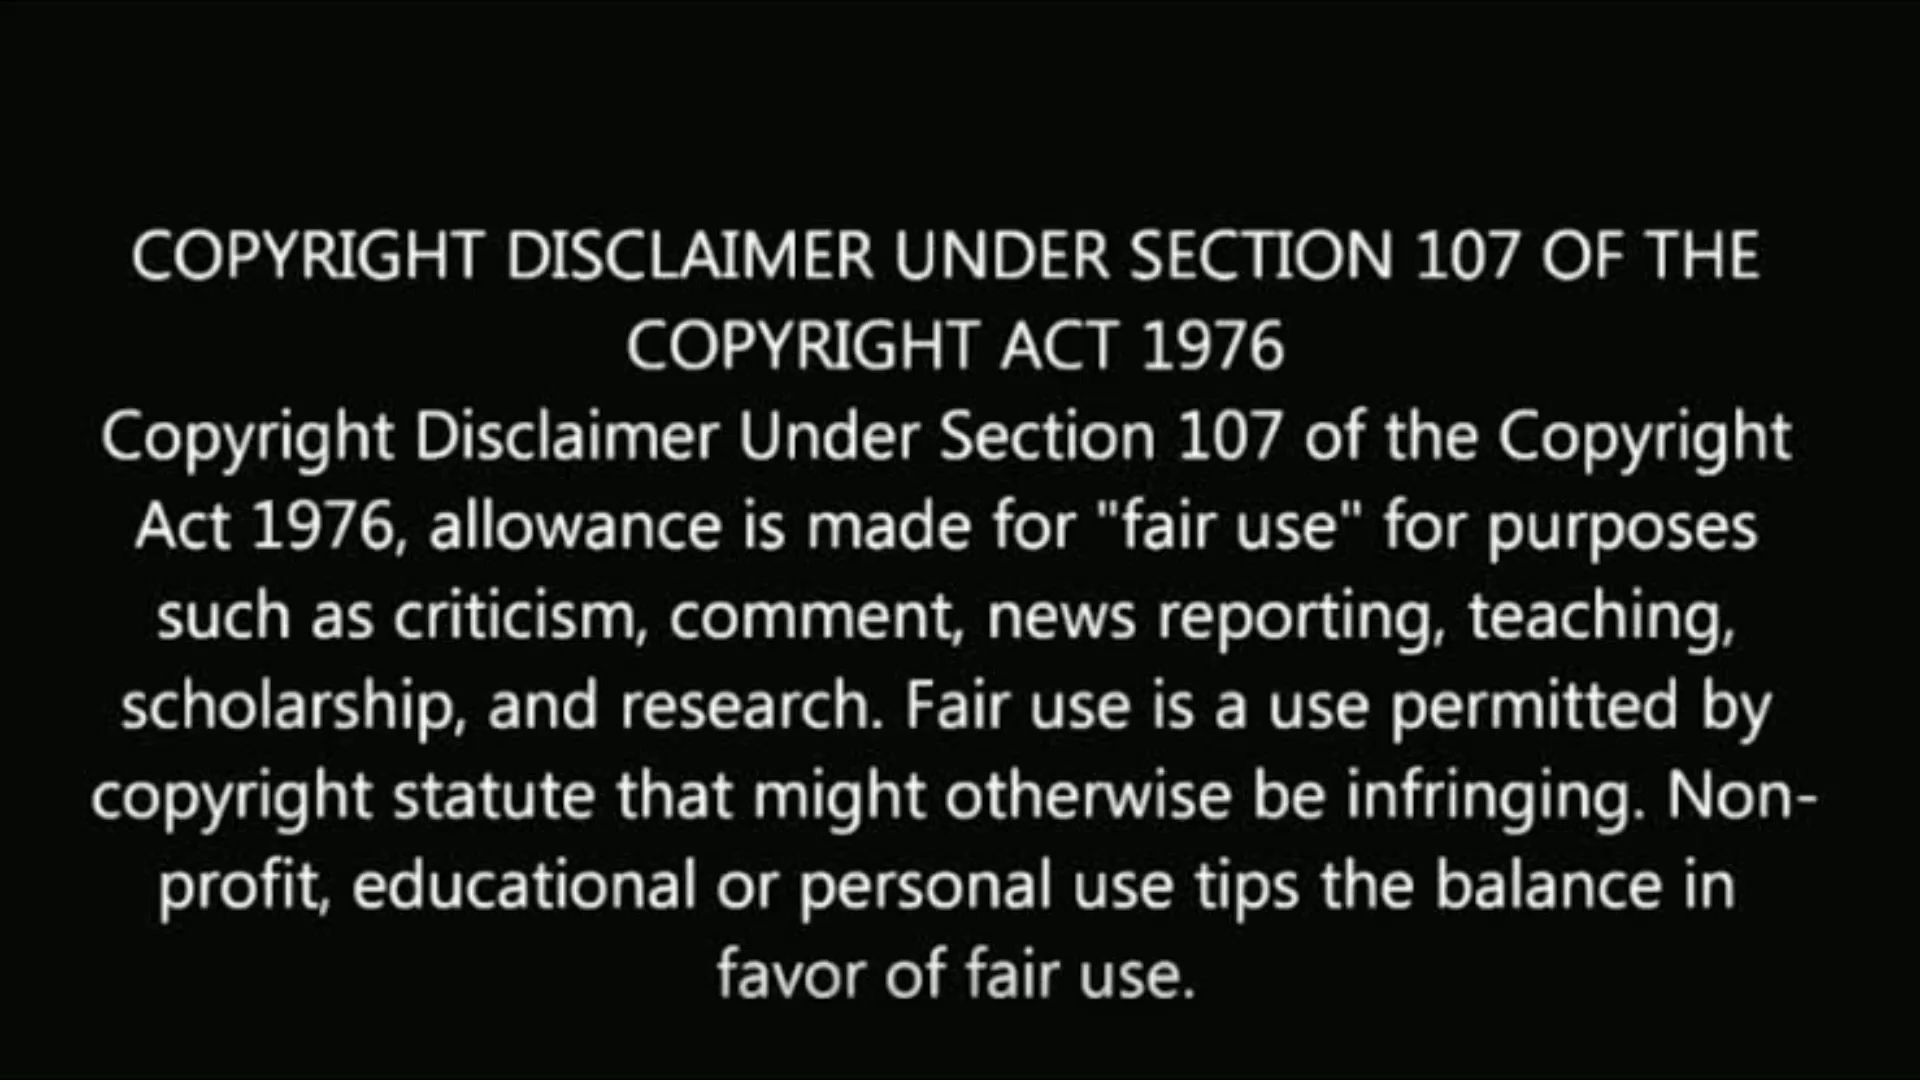 COPYRIGHT DISCLAIMER UNDER SECTION 107 OF THE
COPYRIGHT ACT 1976
Copyright Disclaimer Under Section 107 of the Copyright
Act 1976, allowance is made for "fair use" for purposes
such as criticism, comment, news reporting, teaching,
scholarship, and research. Fair use is a use permitted by
copyright statute that might otherwise be infringing. Non-
profit, educational or personal use tips the balance in
favor of fair use.